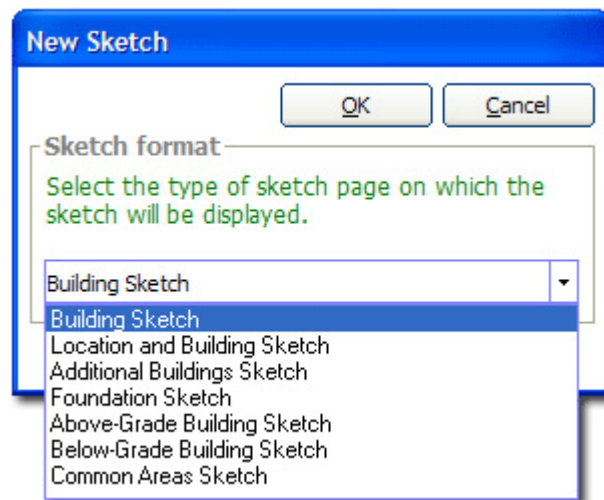 New Sketch
OK
Cancel
Sketch format
Select the type of sketch page on which the
sketch will be displayed.
Building Sketch
Building Sketch
Location and Building Sketch
Additional Buildings Sketch
Foundation Sketch
Above-Grade Building Sketch
Below-Grade Building Sketch
Common Areas Sketch